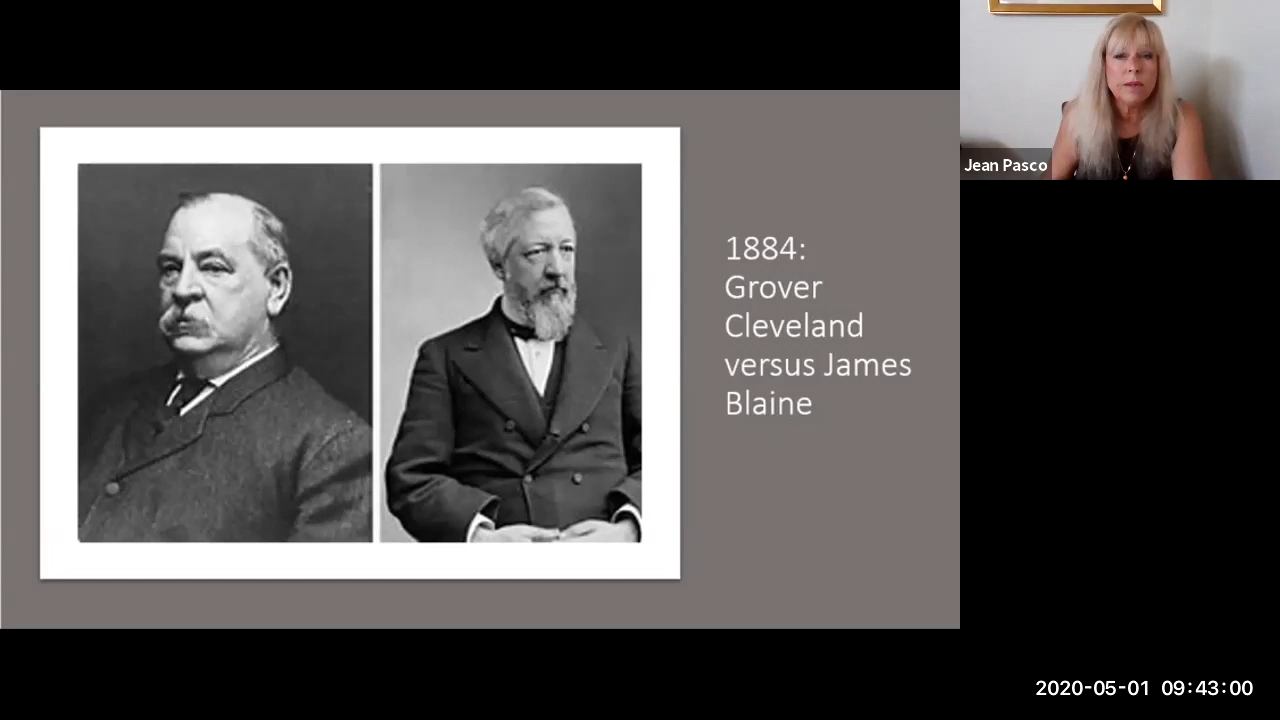 Jean Pasco
1884:
Grover
Cleveland
versus James
Blaine
2020-05-01 09:43:00